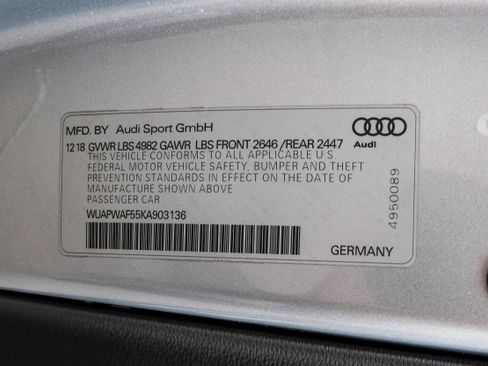 MFD. BY Audi Sport GmbH
12 18 GVWR LBS 4982 GAWR LBS FRONT 2646 /REAR 2447
Audi
THIS VEHICLE CONFORMS TO ALL APPLICABLE U S
FEDERAL MOTOR VEHICLE SAFETY, BUMPER AND THEFT
PREVENTION STANDARDS IN EFFECT ON THE DATE OF
MANUFACTURE SHOWN ABOVE
PASSENGER CAR
WUAPWAF55KA903136
4950089
GERMANY